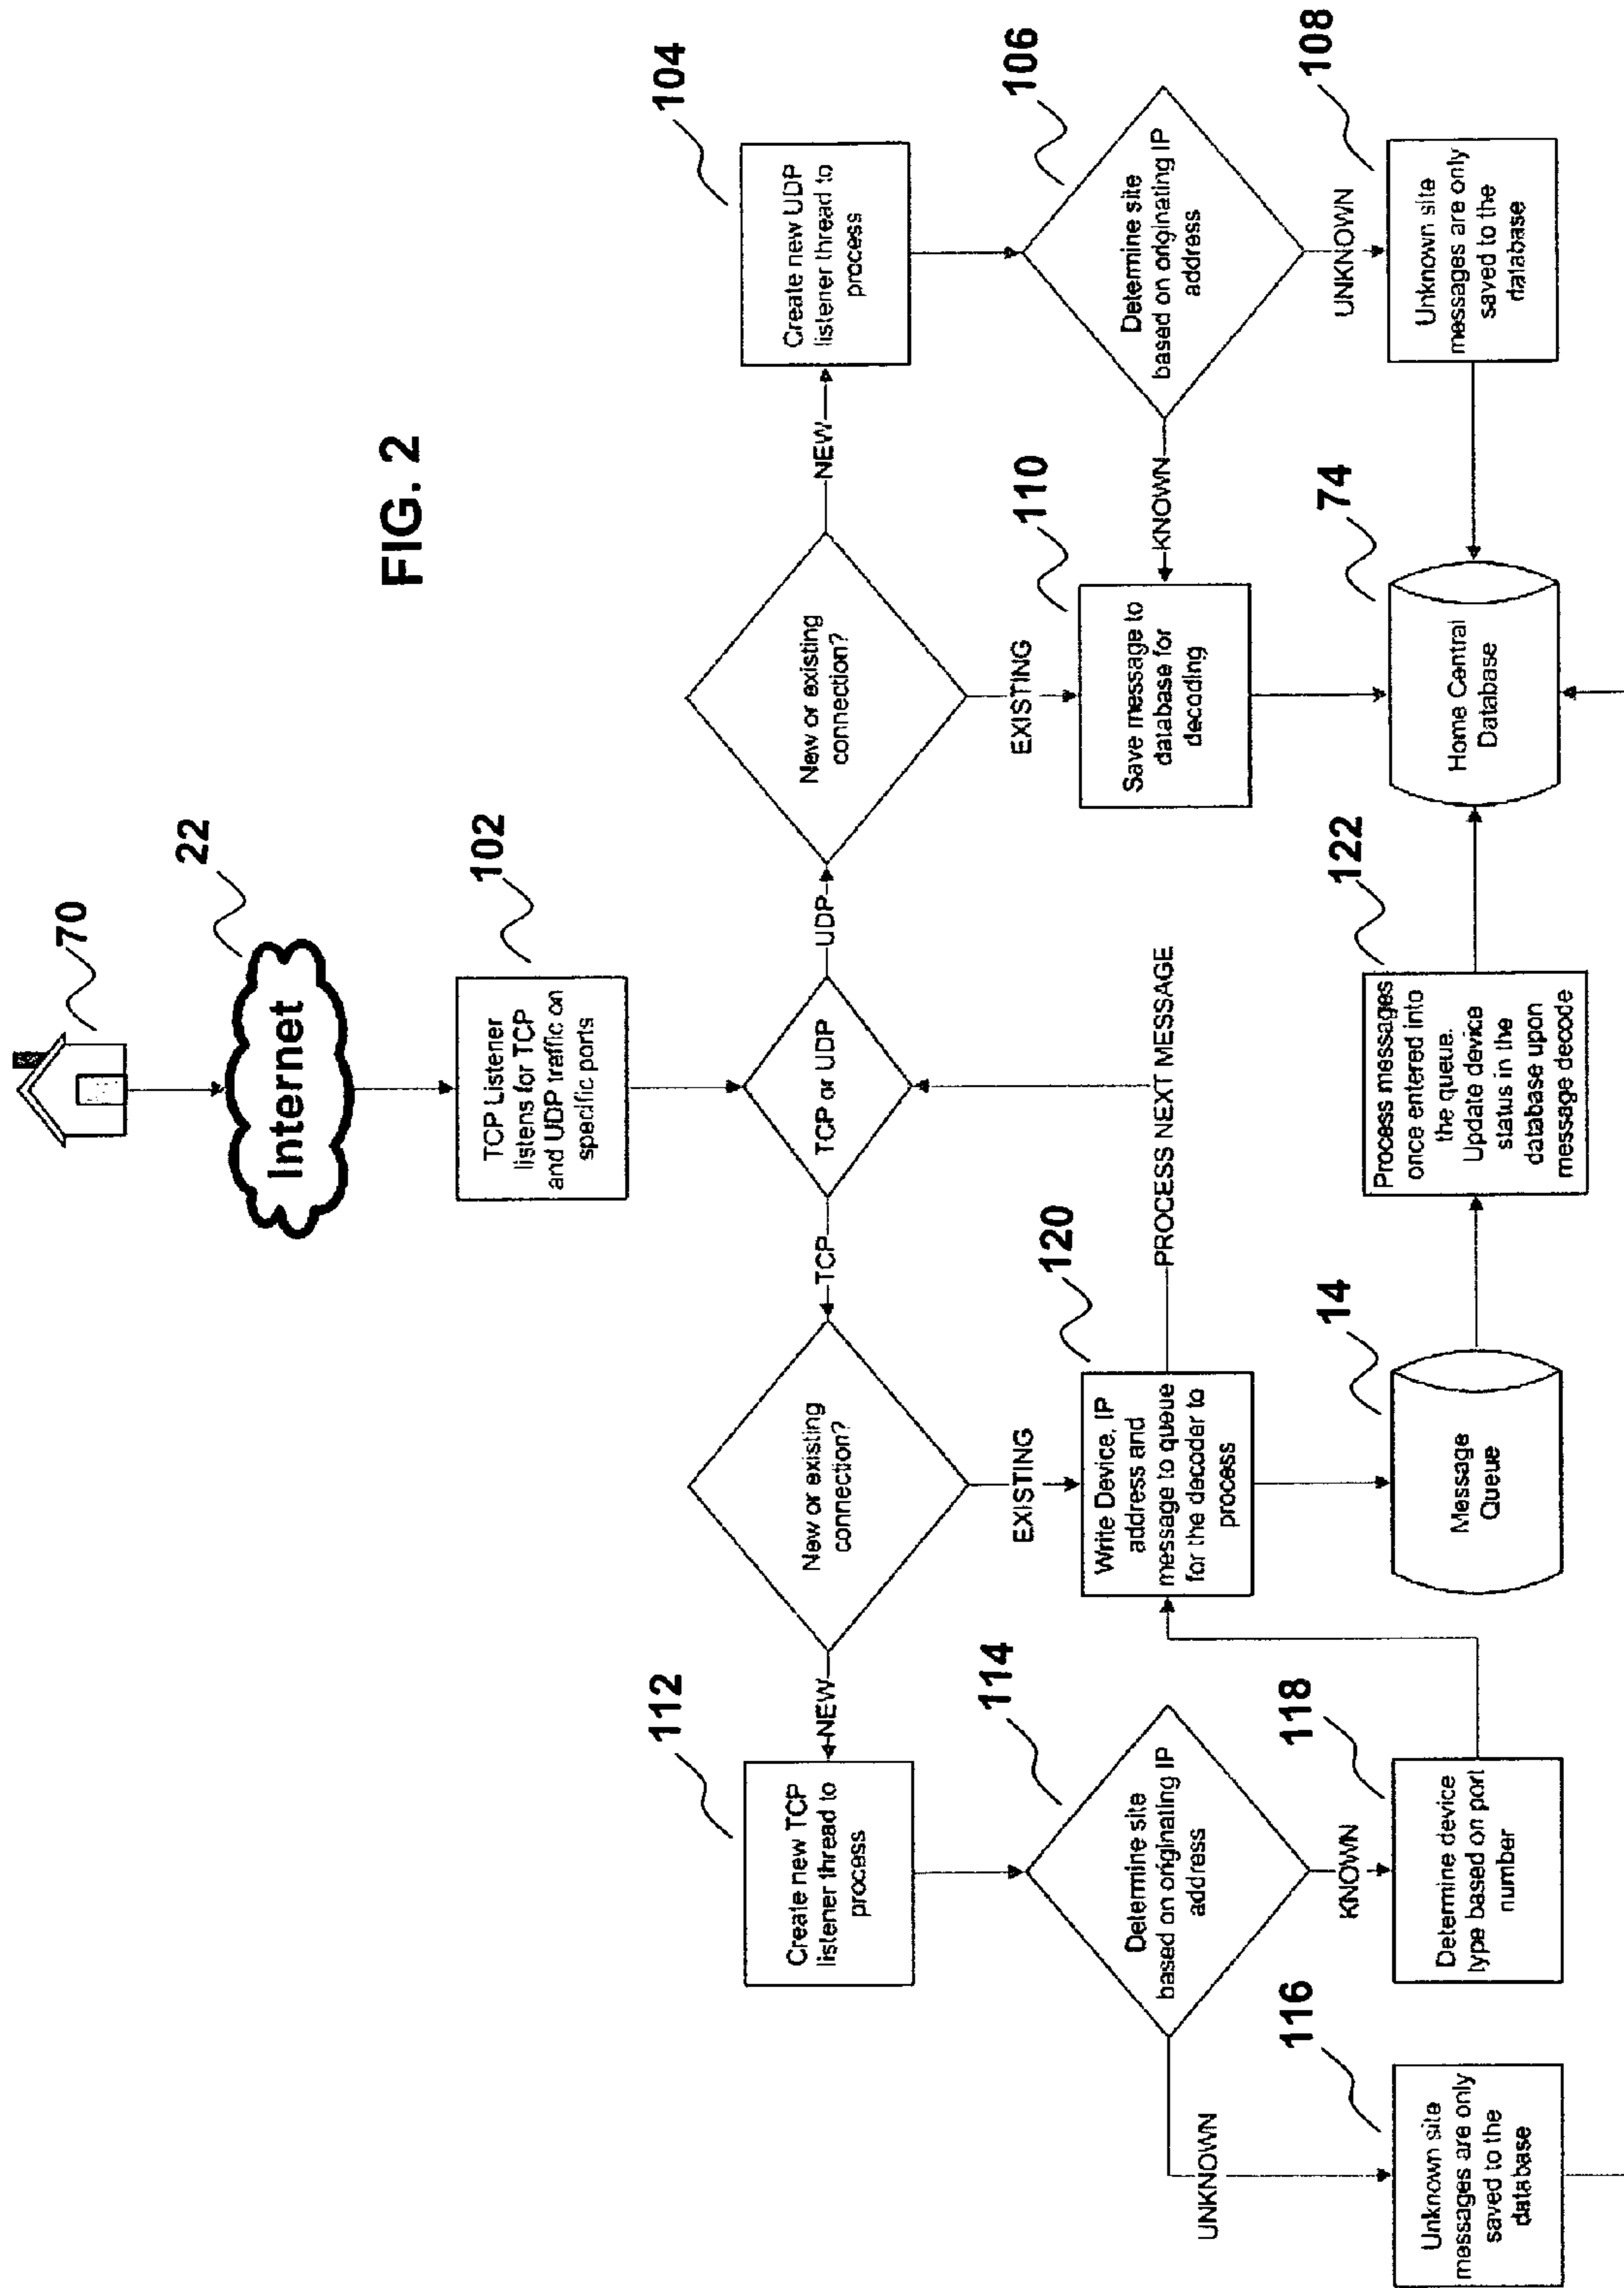 FIG. 2
70
22
Internet
102
TCP Listener
listens for TCP
and UDP traffic on
specific ports
TCP or UDP
TCP
UDP
New or existing
connection?
New or existing
connection?
NEW
NEW
112
Create new TCP
listener thread to
process
104
Create new UDP
listener thread to
process
EXISTING
EXISTING
114
Determine site
based on originating IP
address
120
Write Device, IP
address and
message to queue
for the decoder to
process
PROCESS NEXT MESSAGE
110
Save message to
database for
decoding
KNOWN
106
Determine site
based on originating IP
address
UNKNOWN
KNOWN
UNKNOWN
116
Unknown site
messages are only
saved to the
database
118
Determine device
type based on port
number
14
Message
Queue
122
Process messages
once entered into
the queue.
Update device
status in the
database upon
message decode
74
Home Central
Database
108
Unknown site
messages are only
saved to the
database